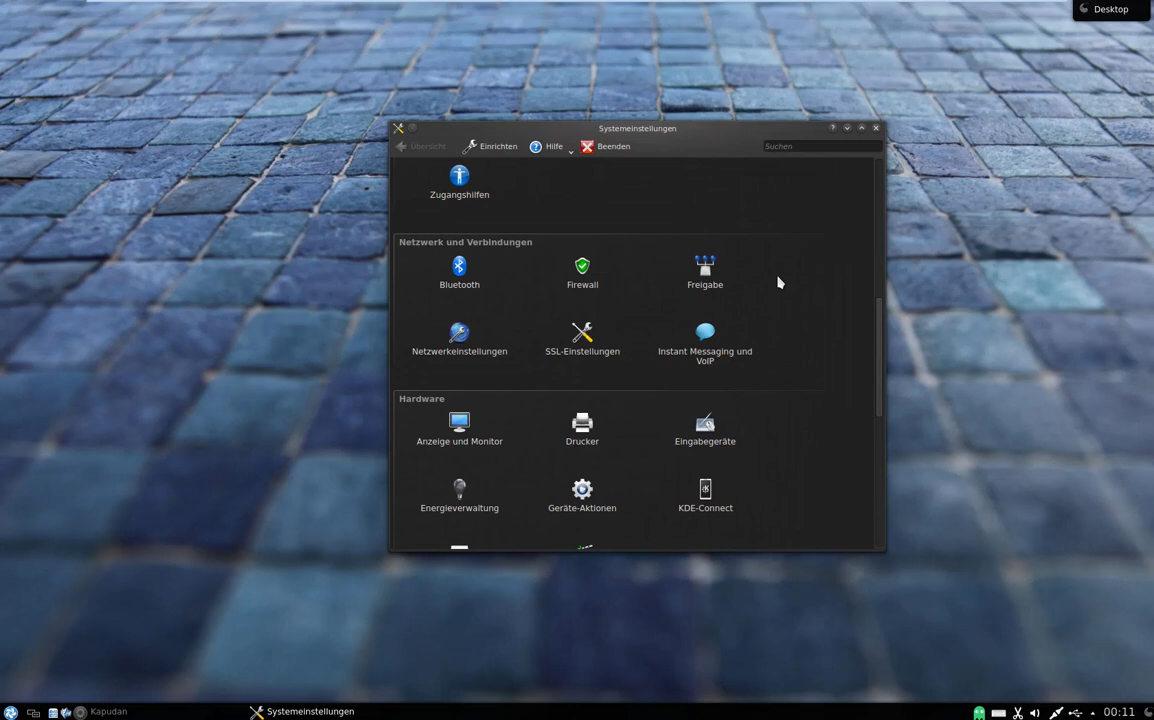 Desktop
Systemeinstellungen
Übersicht Einrichten Hilfe Beenden Suchen
Zugangshilfen
Netzwerk und Verbindungen
Bluetooth Firewall Freigabe
Netzwerkeinstellungen SSL-Einstellungen Instant Messaging und
VoIP
Hardware
Anzeige und Monitor Drucker Eingabegeräte
Energieverwaltung Geräte-Aktionen KDE-Connect
Kapudan Systemeinstellungen 00:11